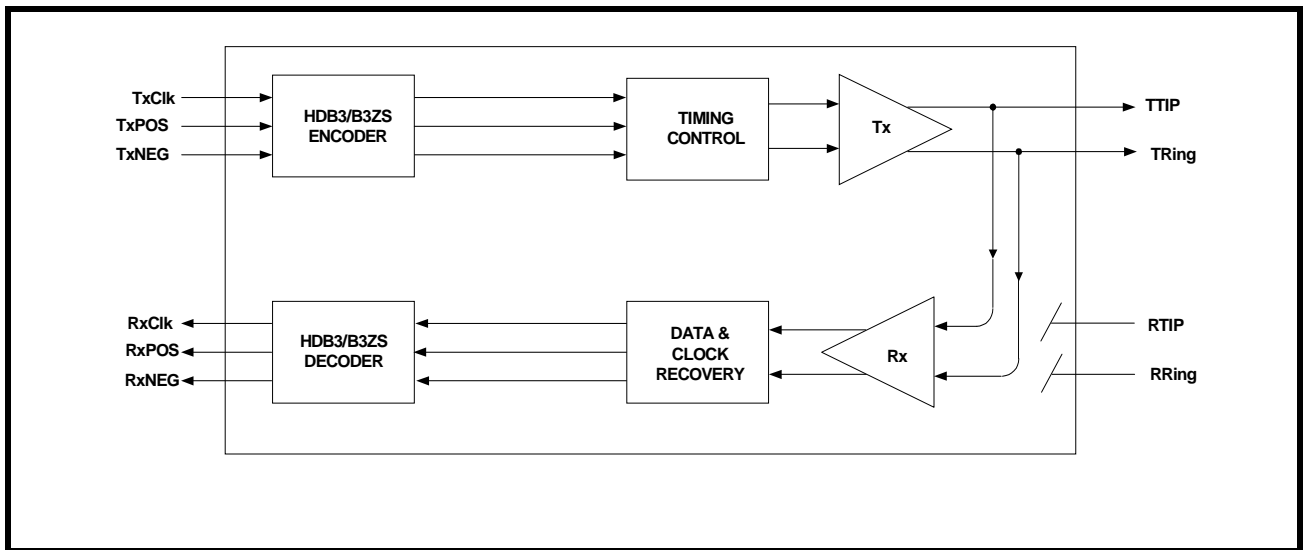 TxClk
TxPOS
TxNEG
HDB3/B3ZS
ENCODER
TIMING
CONTROL
Tx
TTIP
TRing
RxClk
RxPOS
RxNEG
HDB3/B3ZS
DECODER
DATA &
CLOCK
RECOVERY
Rx
RTIP
RRing